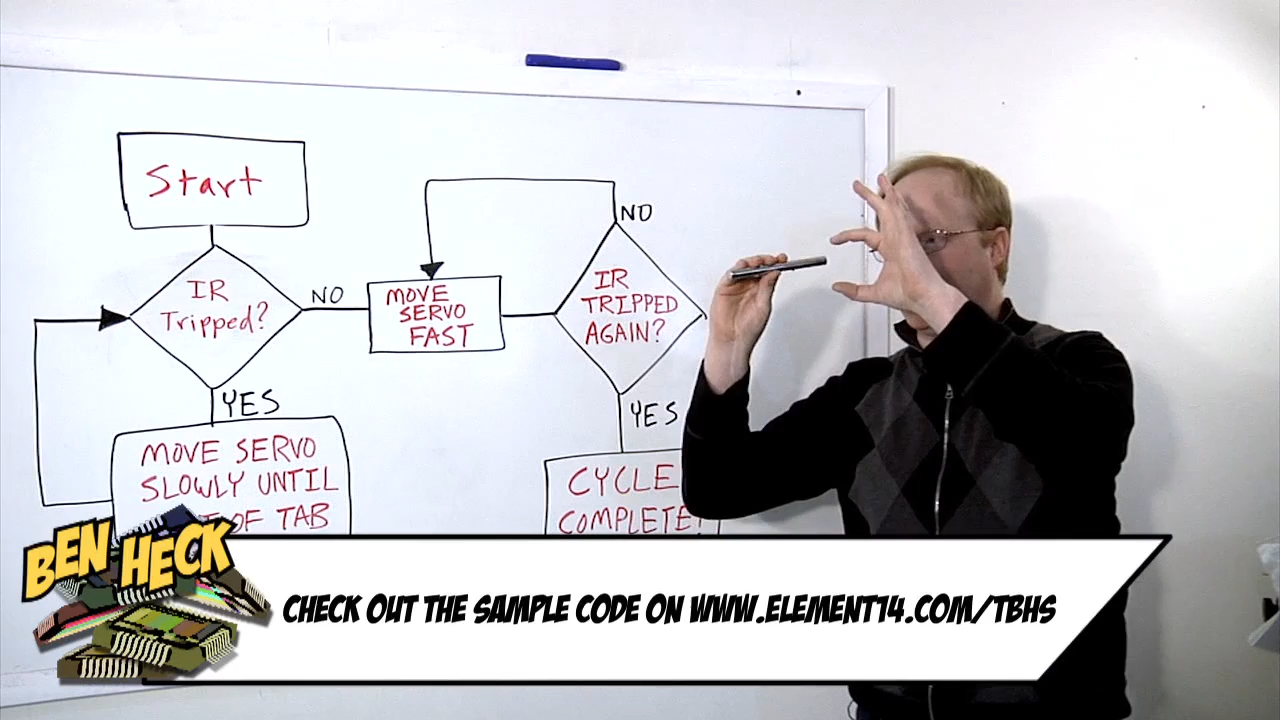 Start
IR
Tripped?
NO
YES
MOVE SERVO
SLOWLY UNTIL
OF TAB
MOVE
SERVO
FAST
NO
IR
TRIPPED
AGAIN?
YES
CYCLE
COMPLETE!
BEN HECK
CHECK OUT THE SAMPLE CODE ON WWW.ELEMENT14.COM/TBHS